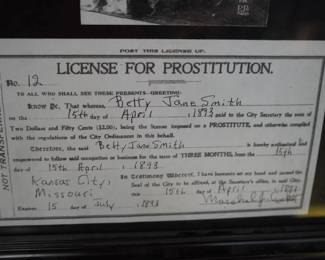 POST THIS LICENSE UP.
LICENSE FOR PROSTITUTION.
No. 12
TO ALL WHO SHALL SEE THESE PRESENTS—GREETING:
Know Ye, That whereas, Betty Jane Smith
on the 15th day of April, 1893 paid to the City Secretary the sum of
Two Dollars and Fifty Cents ($2.50), being the license imposed on a PROSTITUTE, and otherwise complied
with the regulations of the City Ordinances in this behalf.
Therefore, the said Betty Jane Smith is hereby authorized and
empowered to follow said occupation or business for the term of THREE MONTHS, from the 15th
day of 15th April, 1893.
Kansas City,
Missouri
In Testimony Whereof, I have hereunto set my hand and caused the
Seal of the City to be affixed, at the Secretary's office, in said City,
this 15th day of April
Expires 15 day of July, 1893
NOT TRANSFER